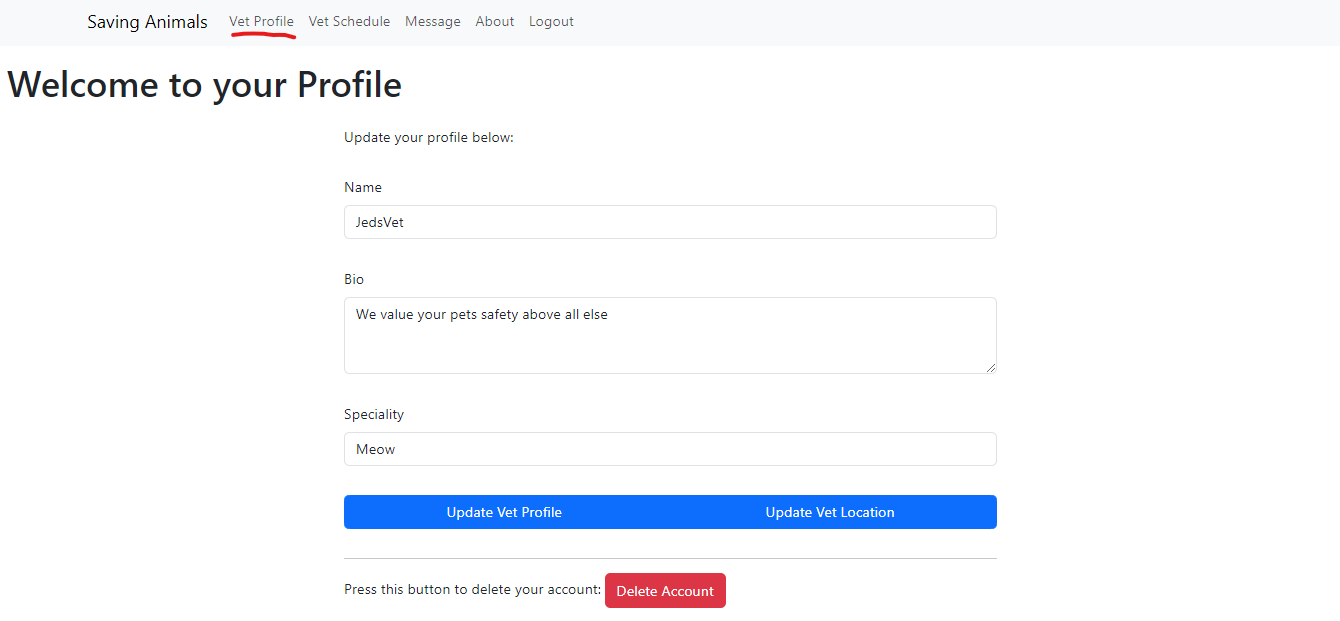 Saving Animals Vet Profile Vet Schedule Message About Logout
Welcome to your Profile
Update your profile below:
Name
JedsVet
Bio
We value your pets safety above all else
Speciality
Meow
Update Vet Profile Update Vet Location
Press this button to delete your account: Delete Account